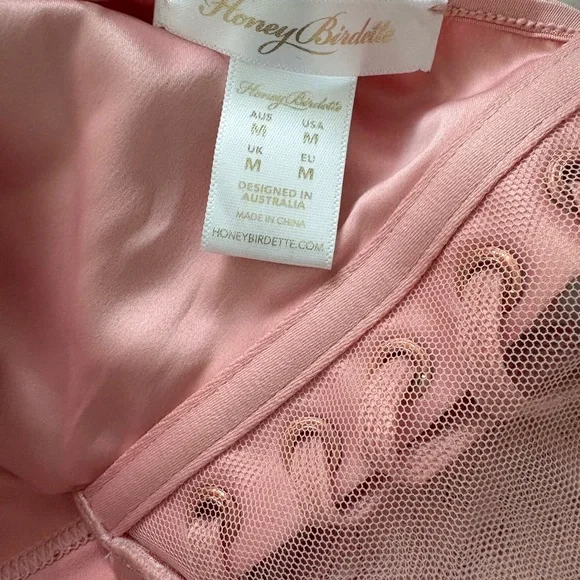 Honey Birdette
Honey Birdette
AUS USA
M M
UK EU
M M
DESIGNED IN
AUSTRALIA
MADE IN CHINA
HONEYBIRDETTE.COM